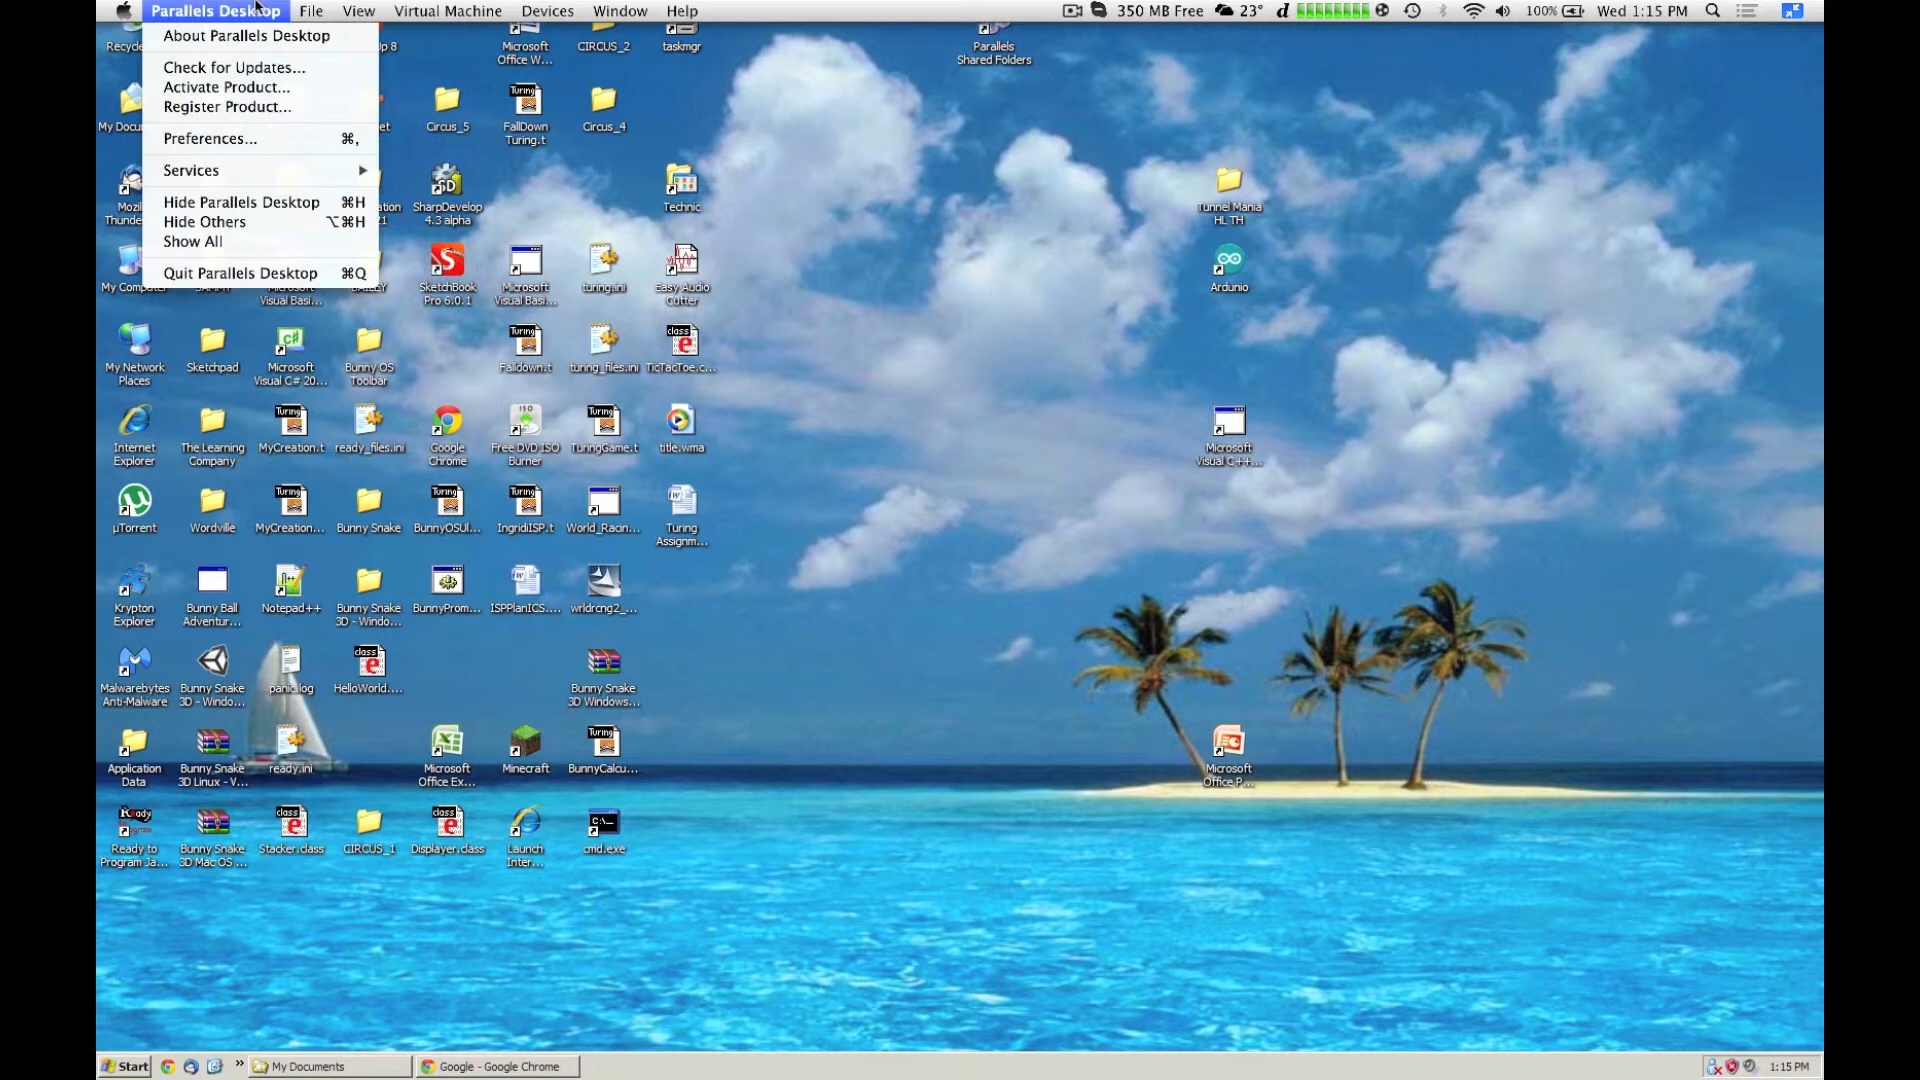 Parallels Desktop File View Virtual Machine Devices Window Help 350 MB Free 23° d 100% Wed 1:15 PM
About Parallels Desktop
Check for Updates...
Activate Product...
Register Product...
Preferences... ⌘,
Services
Hide Parallels Desktop ⌘H
Hide Others ⌥⌘H
Show All
Quit Parallels Desktop ⌘Q
Microsoft
Office W...
CIRCUS_2
taskmgr
Parallels
Shared Folders
Circus_5
FallDown
Turing.t
Circus_4
SharpDevelop
4.3 alpha
Technic
Tunnel Mania
HL TH
My Computer
Visual Basi...
SketchBook
Pro 6.0.1
Microsoft
Visual Basi...
turing.ini
Easy Audio
Cutter
Ardunio
My Network
Places
Sketchpad
Microsoft
Visual C# 20...
Bunny OS
Toolbar
Falldown.t
turing_files.ini
TicTacToe.c...
Internet
Explorer
The Learning
Company
MyCreation.t
ready_files.ini
Google
Chrome
Free DVD ISO
Burner
TuringGame.t
title.wma
Microsoft
Visual C++...
µTorrent
Wordville
MyCreation...
Bunny Snake
BunnyOSUl...
IngridISP.t
World_Racin...
Turing
Assignm...
Krypton
Explorer
Bunny Ball
Adventur...
Notepad++
Bunny Snake
3D - Windo...
BunnyProm...
ISPPlanICS....
wrldrcng2_...
Malwarebytes
Anti-Malware
Bunny Snake
3D - Windo...
panic.log
HelloWorld....
Bunny Snake
3D Windows...
Application
Data
Bunny Snake
3D Linux - V...
ready.ini
Microsoft
Office Ex...
Minecraft
BunnyCalcu...
Microsoft
Office P...
Ready to
Program Ja...
Bunny Snake
3D Mac OS ...
Stacker.class
CIRCUS_1
Displayer.class
Launch
Inter...
cmd.exe
Start My Documents Google - Google Chrome 1:15 PM